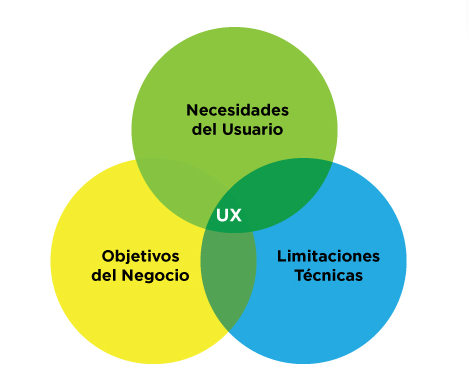 Necesidades
del Usuario
UX
Objetivos
del Negocio
Limitaciones
Técnicas